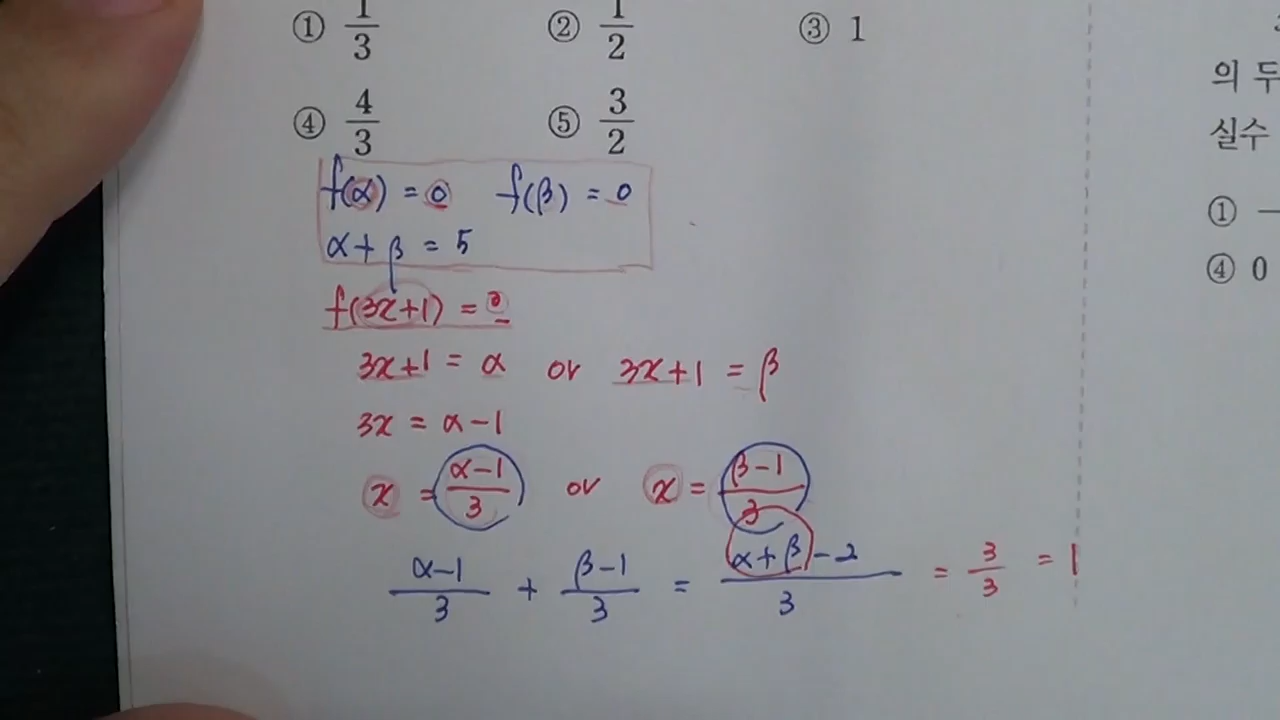 ① 1/3 ② 1/2 ③ 1
④ 4/3 ⑤ 3/2
f(α) = 0 f(β) = 0
α + β = 5
f(3x+1) = 0
3x+1 = α or 3x+1 = β
3x = α-1
x = (α-1)/3 or x = (β-1)/3
(α-1)/3 + (β-1)/3 = (α+β-2)/3 = 3/3 = 1
의 두
실수
①
④ 0